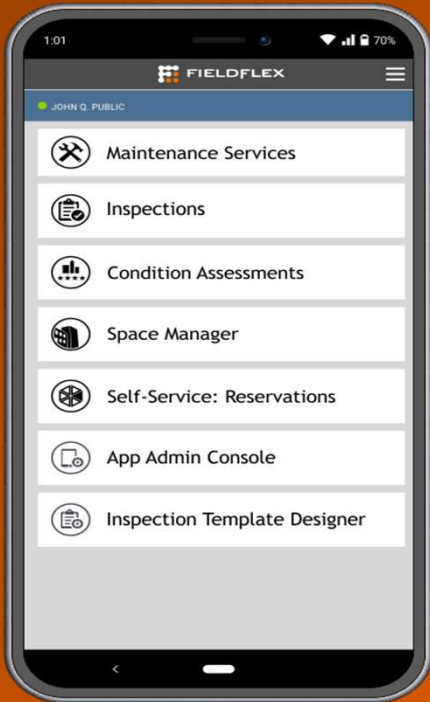 1:01
70%
FIELDFLEX
JOHN Q. PUBLIC
Maintenance Services
Inspections
Condition Assessments
Space Manager
Self-Service: Reservations
App Admin Console
Inspection Template Designer